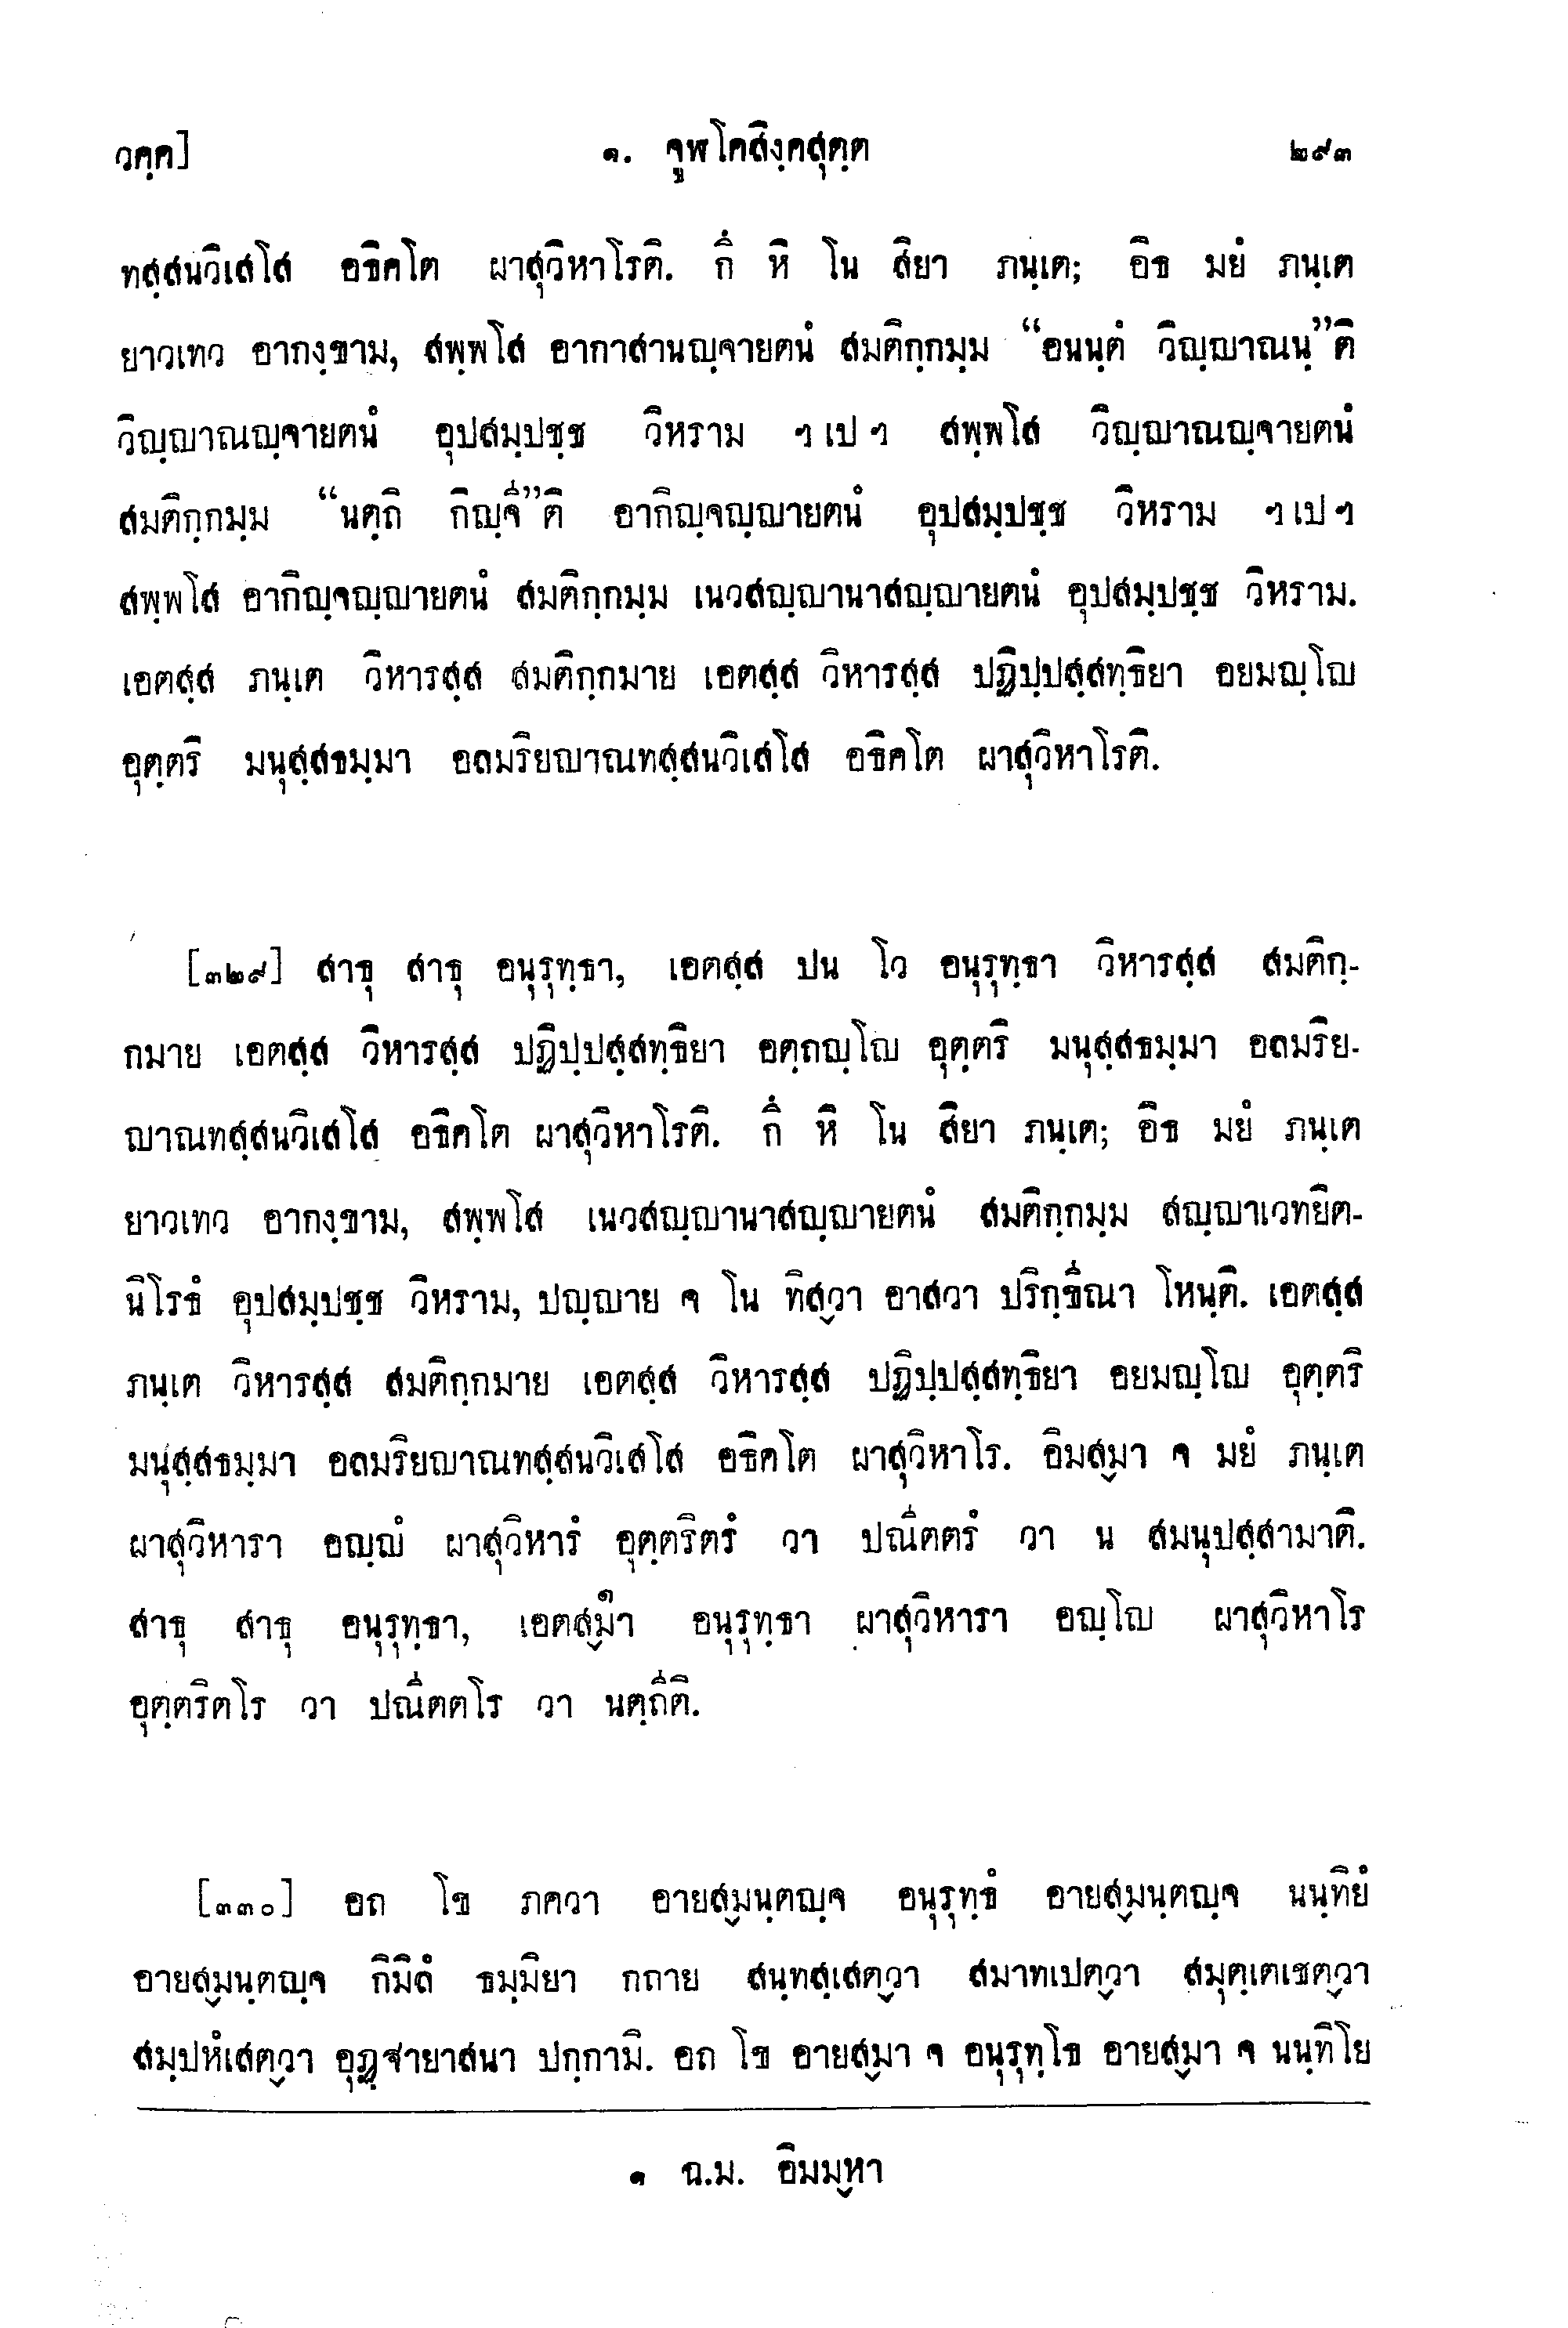 วคฺค]	๑. จูฬโคสิงฺคสุตฺต	๒๙๓
ทสฺสนวิเสโส อธิคโต ผาสุวิหาโรติ. กึ หิ โน สิยา ภนฺเต; อิธ มยํ ภนฺเต
ยาวเทว อากงฺขาม, สพฺพโส อากาสานญฺจายตนํ สมติกฺกมฺม “อนนฺตํ วิญฺญาณนฺ”ติ
วิญฺญาณญฺจายตนํ อุปสมฺปชฺช วิหราม ฯเปฯ สพฺพโส วิญฺญาณญฺจายตนํ
สมติกฺกมฺม “นตฺถิ กิญฺจี”ติ อากิญฺจญฺญายตนํ อุปสมฺปชฺช วิหราม ฯเปฯ
สพฺพโส อากิญฺจญฺญายตนํ สมติกฺกมฺม เนวสญฺญานาสญฺญายตนํ อุปสมฺปชฺช วิหราม.
เอตสฺส ภนฺเต วิหารสฺส สมติกฺกมาย เอตสฺส วิหารสฺส ปฏิปฺปสฺสทฺธิยา อยมญฺโญ
อุตฺตริ มนุสฺสธมฺมา อลมริยญาณทสฺสนวิเสโส อธิคโต ผาสุวิหาโรติ.
[๓๒๙] สาธุ สาธุ อนุรุทฺธา, เอตสฺส ปน โว อนุรุทฺธา วิหารสฺส สมติกฺ-
กมาย เอตสฺส วิหารสฺส ปฏิปฺปสฺสทฺธิยา อตฺถญฺโญ อุตฺตริ มนุสฺสธมฺมา อลมริย-
ญาณทสฺสนวิเสโส อธิคโต ผาสุวิหาโรติ. กึ หิ โน สิยา ภนฺเต; อิธ มยํ ภนฺเต
ยาวเทว อากงฺขาม, สพฺพโส เนวสญฺญานาสญฺญายตนํ สมติกฺกมฺม สญฺญาเวทยิต-
นิโรธํ อุปสมฺปชฺช วิหราม, ปญฺญาย จ โน ทิสฺวา อาสวา ปริกฺขีณา โหนฺติ. เอตสฺส
ภนฺเต วิหารสฺส สมติกฺกมาย เอตสฺส วิหารสฺส ปฏิปฺปสฺสทฺธิยา อยมญฺโญ อุตฺตริ
มนุสฺสธมฺมา อลมริยญาณทสฺสนวิเสโส อธิคโต ผาสุวิหาโร. อิมสฺมา จ มยํ ภนฺเต
ผาสุวิหารา อญฺญํ ผาสุวิหารํ อุตฺตริตรํ วา ปณีตตรํ วา น สมนุปสฺสามาติ.
สาธุ สาธุ อนุรุทฺธา, เอตสฺมา๑ อนุรุทฺธา ผาสุวิหารา อญฺโญ ผาสุวิหาโร
อุตฺตริตโร วา ปณีตตโร วา นตฺถีติ.
[๓๓๐] อถ โข ภควา อายสฺมนฺตญฺจ อนุรุทฺธํ อายสฺมนฺตญฺจ นนฺทิยํ
อายสฺมนฺตญฺจ กิมิลํ ธมฺมิยา กถาย สนฺทสฺเสตฺวา สมาทเปตฺวา สมุตฺเตเชตฺวา
สมฺปหํเสตฺวา อุฏฺฐายาสนา ปกฺกามิ. อถ โข อายสฺมา จ อนุรุทฺโธ อายสฺมา จ นนฺทิโย
๑ ฉ.ม. อิมมฺหา